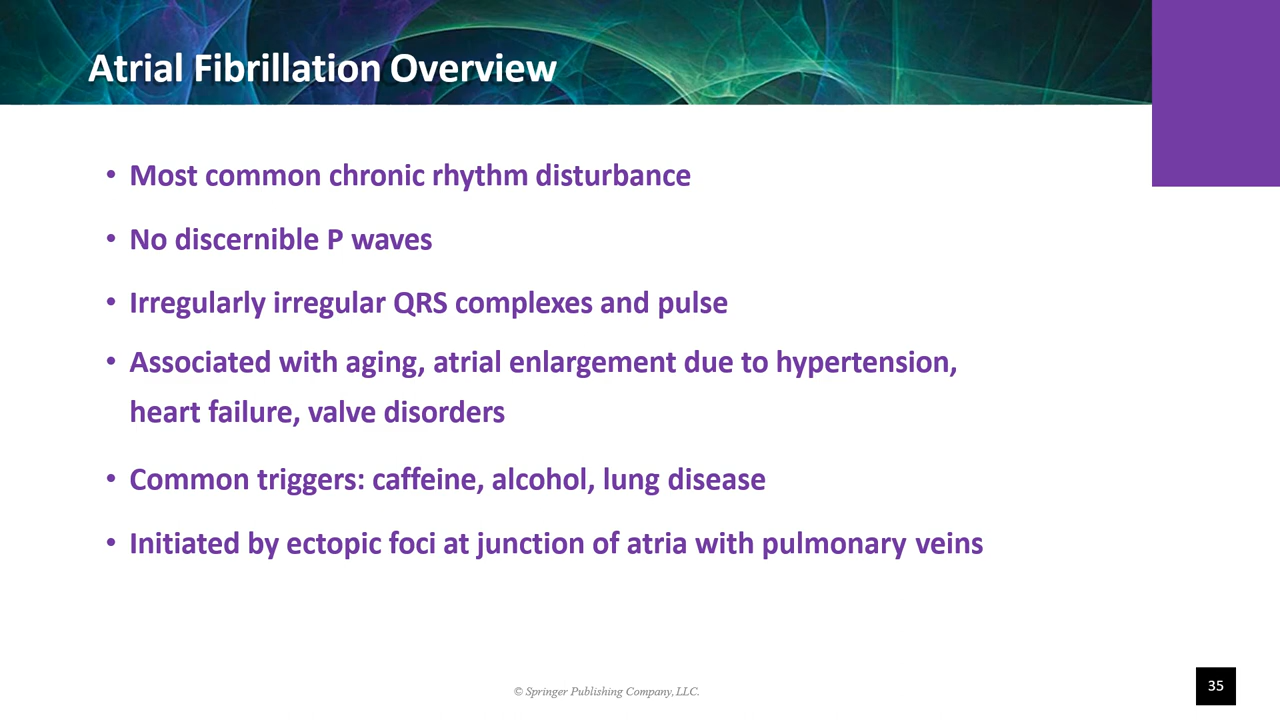 Atrial Fibrillation Overview
• Most common chronic rhythm disturbance
• No discernible P waves
• Irregularly irregular QRS complexes and pulse
• Associated with aging, atrial enlargement due to hypertension,
heart failure, valve disorders
• Common triggers: caffeine, alcohol, lung disease
• Initiated by ectopic foci at junction of atria with pulmonary veins
© Springer Publishing Company, LLC.
35